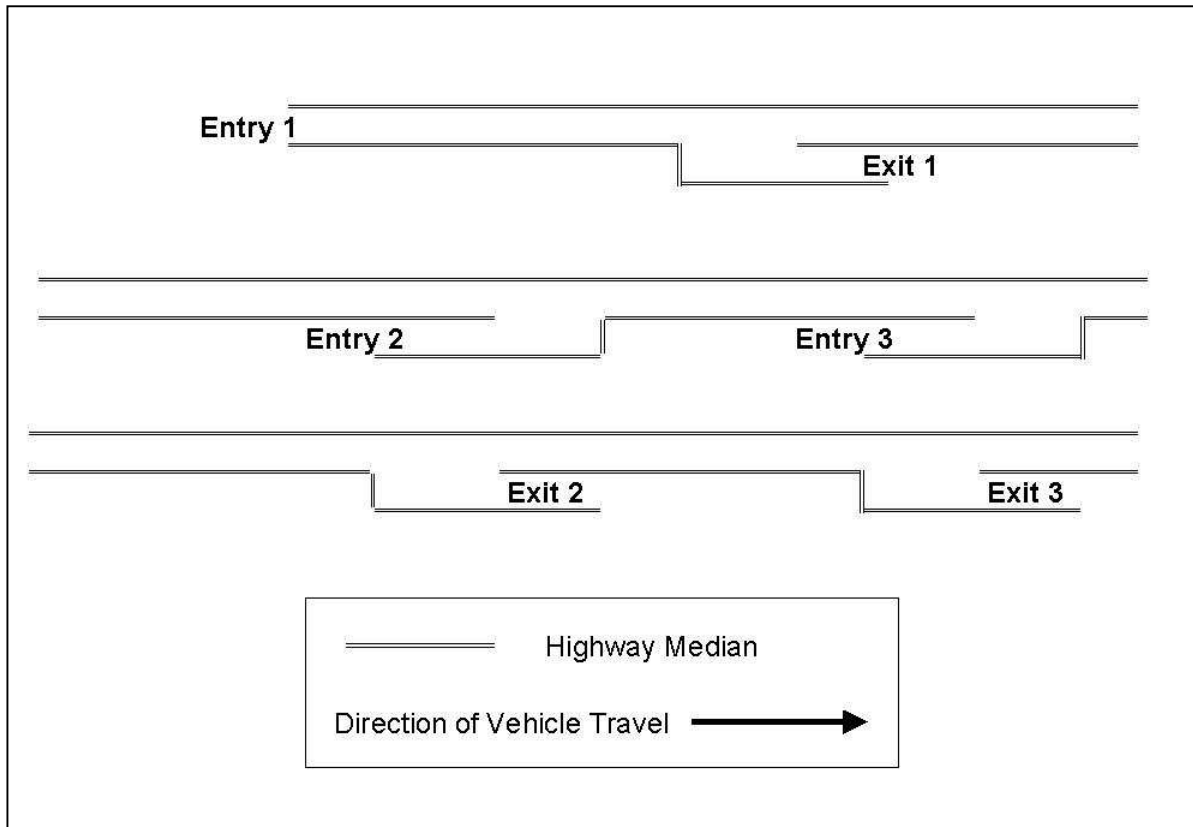 Entry 1
Exit 1
Entry 2
Entry 3
Exit 2
Exit 3
Highway Median
Direction of Vehicle Travel